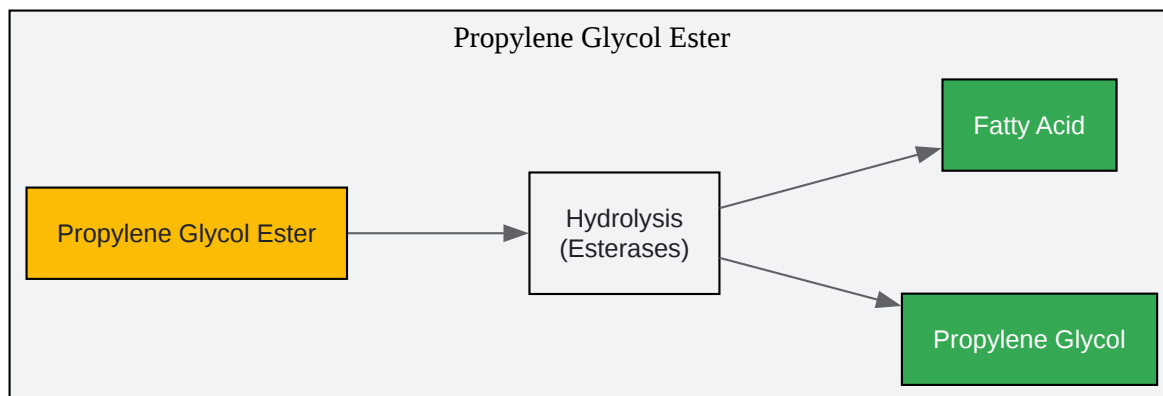 Propylene Glycol Ester
Propylene Glycol Ester
Hydrolysis
(Esterases)
Fatty Acid
Propylene Glycol